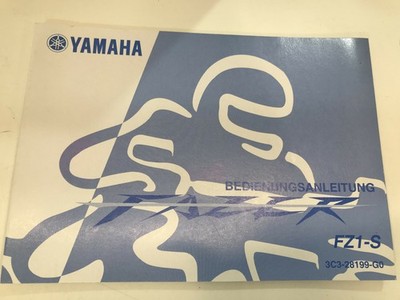 YAMAHA
BEDIENUNGSANLEITUNG
FAZER
FZ1-S
3C3-28199-G0